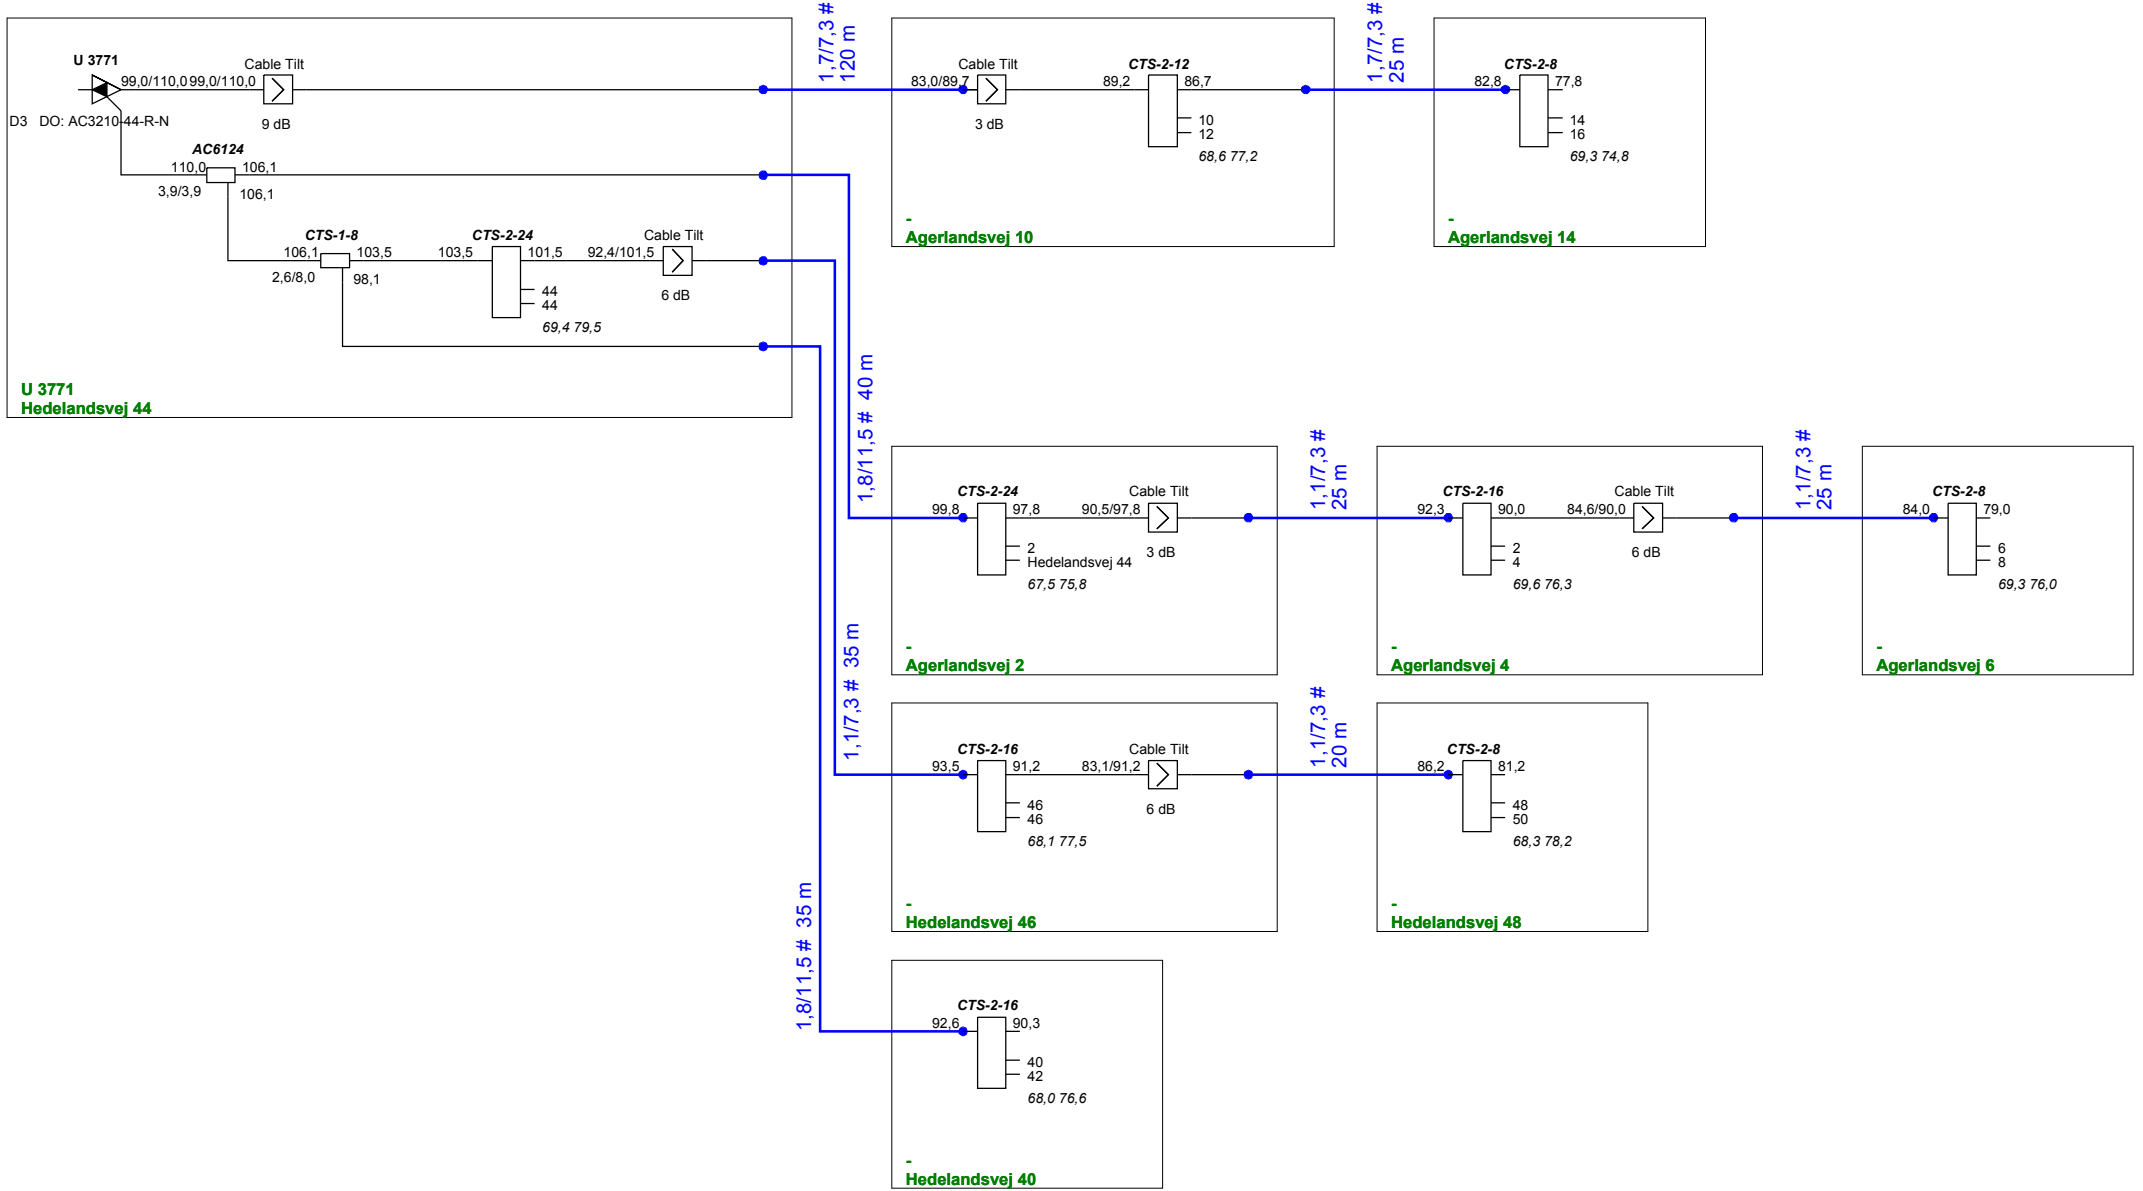 U 3771
99,0/110,0 99,0/110,0
Cable Tilt
9 dB
D3 DO: AC3210-44-R-N
AC6124
110,0 106,1
3,9/3,9 106,1
CTS-1-8
106,1 103,5
2,6/8,0 98,1
CTS-2-24
103,5 101,5
44
44
69,4 79,5
92,4/101,5
Cable Tilt
6 dB
U 3771
Hedelandsvej 44
1,7/7,3 #
120 m
83,0/89,7
Cable Tilt
3 dB
CTS-2-12
89,2 86,7
10
12
68,6 77,2
-
Agerlandsvej 10
1,7/7,3 #
25 m
CTS-2-8
82,8 77,8
14
16
69,3 74,8
-
Agerlandsvej 14
1,8/11,5 # 40 m
CTS-2-24
99,8 97,8
2
Hedelandsvej 44
67,5 75,8
90,5/97,8
Cable Tilt
3 dB
-
Agerlandsvej 2
1,1/7,3 #
25 m
CTS-2-16
92,3 90,0
2
4
69,6 76,3
84,6/90,0
Cable Tilt
6 dB
-
Agerlandsvej 4
1,1/7,3 #
25 m
CTS-2-8
84,0 79,0
6
8
69,3 76,0
-
Agerlandsvej 6
1,1/7,3 # 35 m
CTS-2-16
93,5 91,2
46
46
68,1 77,5
83,1/91,2
Cable Tilt
6 dB
-
Hedelandsvej 46
1,1/7,3 #
20 m
CTS-2-8
86,2 81,2
48
50
68,3 78,2
-
Hedelandsvej 48
1,8/11,5 # 35 m
CTS-2-16
92,6 90,3
40
42
68,0 76,6
-
Hedelandsvej 40